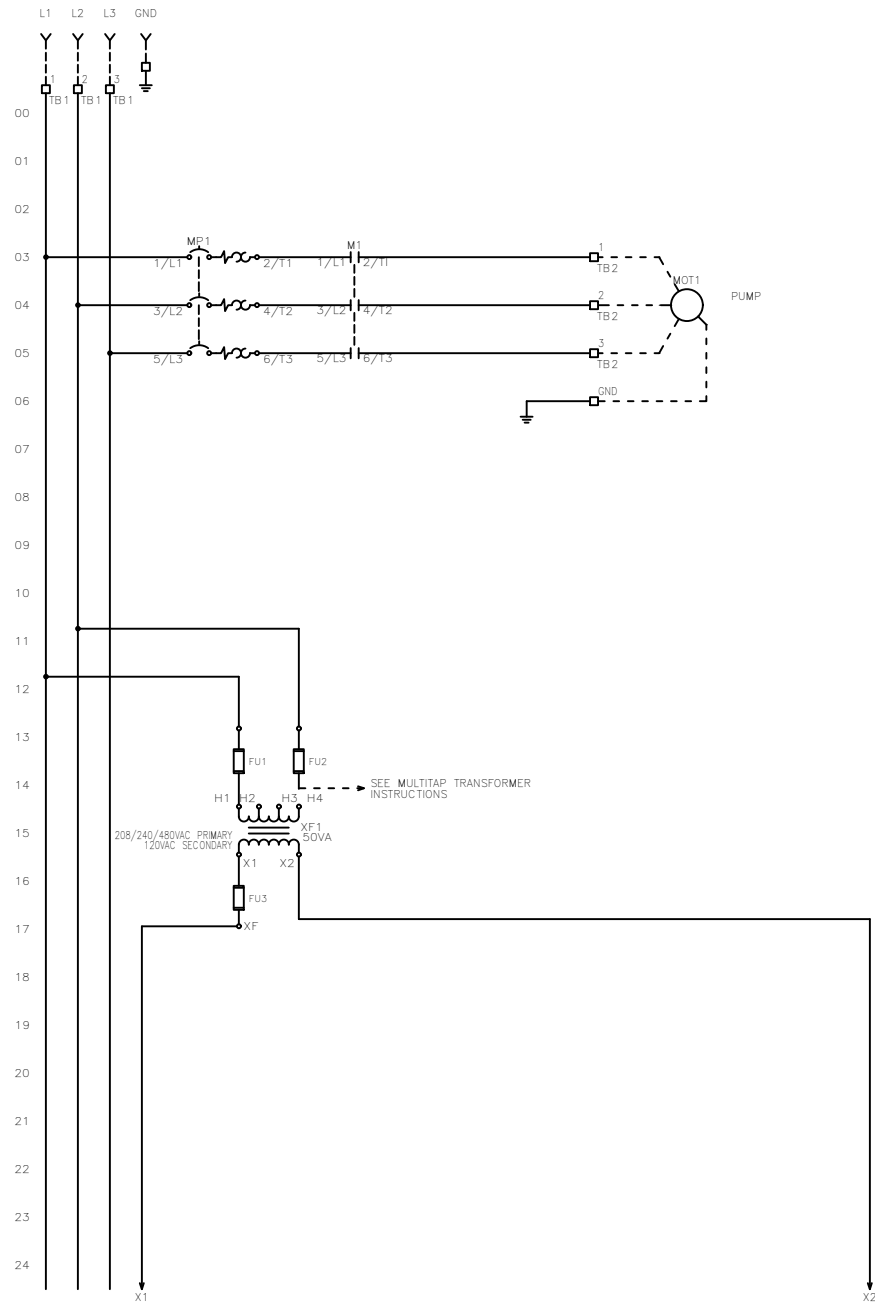 L1 L2 L3 GND
1 2 3
TB1 TB1 TB1
00
01
02
MP1 M1
03
1/L1 2/T1 1/L1 2/T1 1
TB2
MOT1
PUMP
04
3/L2 4/T2 3/L2 4/T2 2
TB2
05
5/L3 6/T3 5/L3 6/T3 3
TB2
GND
06
07
08
09
10
11
12
13
FU1 FU2
14
SEE MULTITAP TRANSFORMER
INSTRUCTIONS
H1 H2 H3 H4
15
XF1
50VA
208/240/480VAC PRIMARY
120VAC SECONDARY
X1 X2
16
FU3
17
XF
18
19
20
21
22
23
24
X1 X2